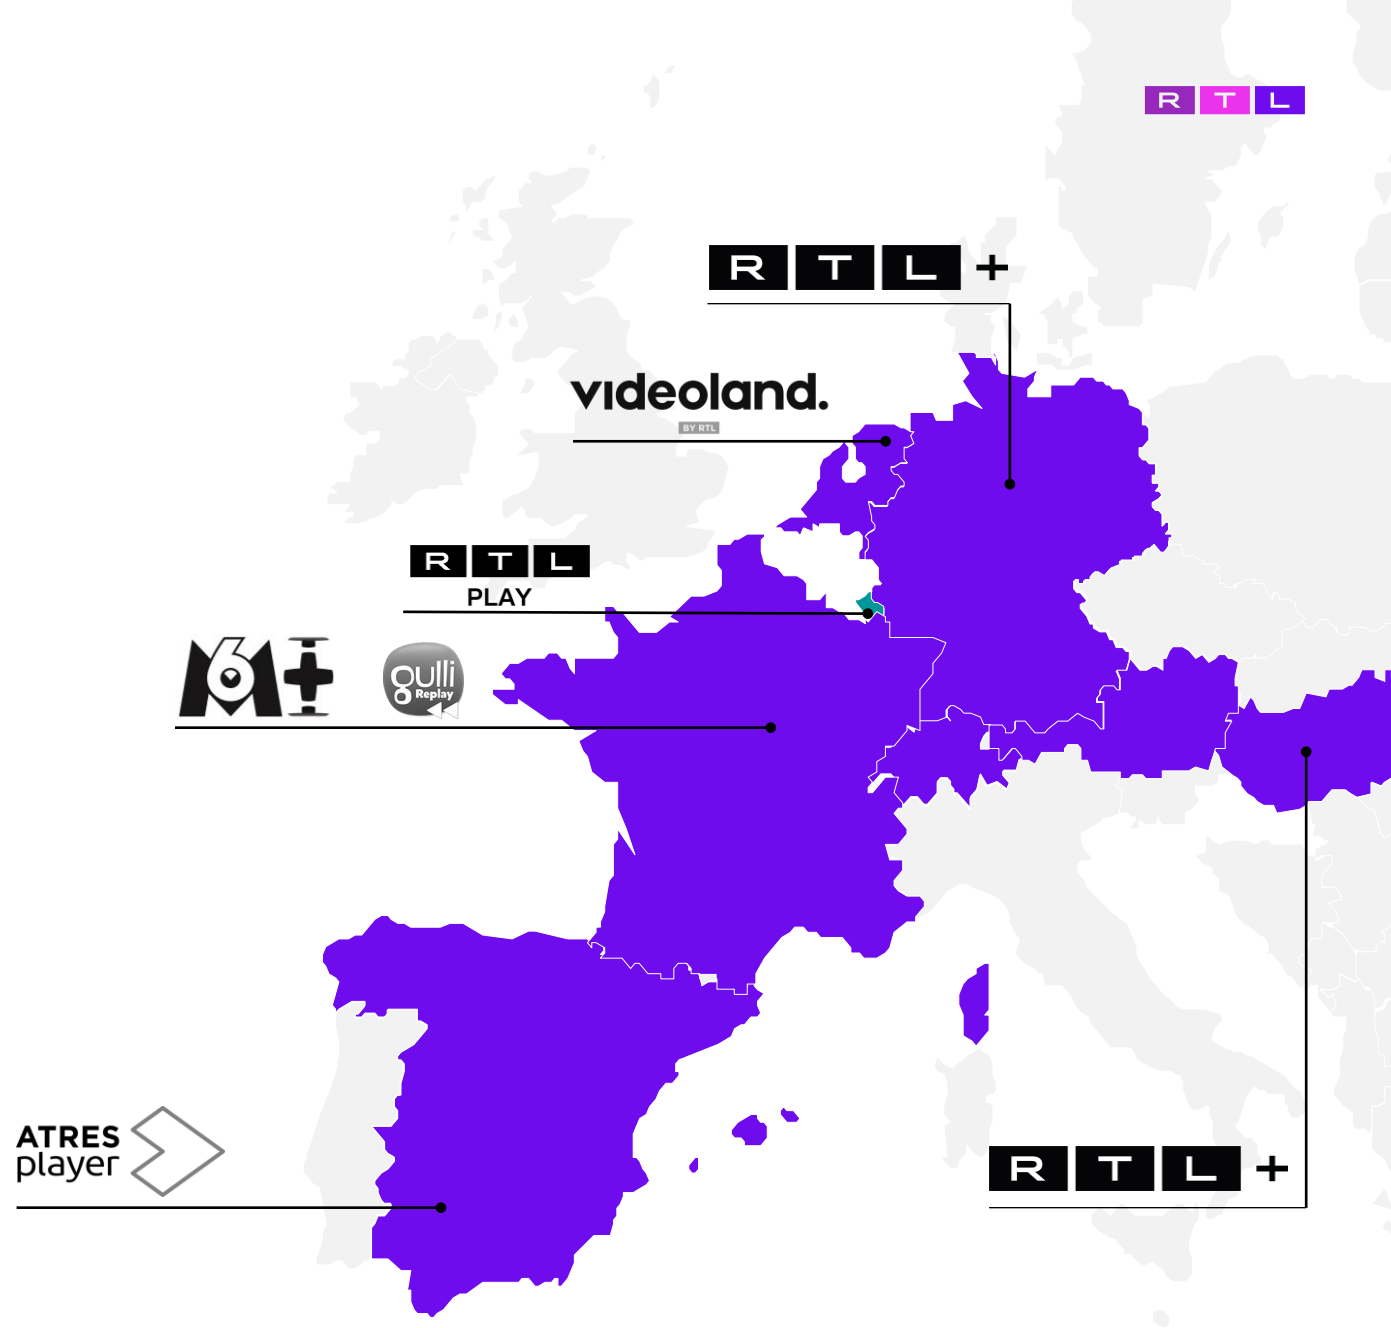 RTL
RTL+
videoland.
BY RTL
RTL
PLAY
M6+
gulli
Replay
ATRES
player
RTL+